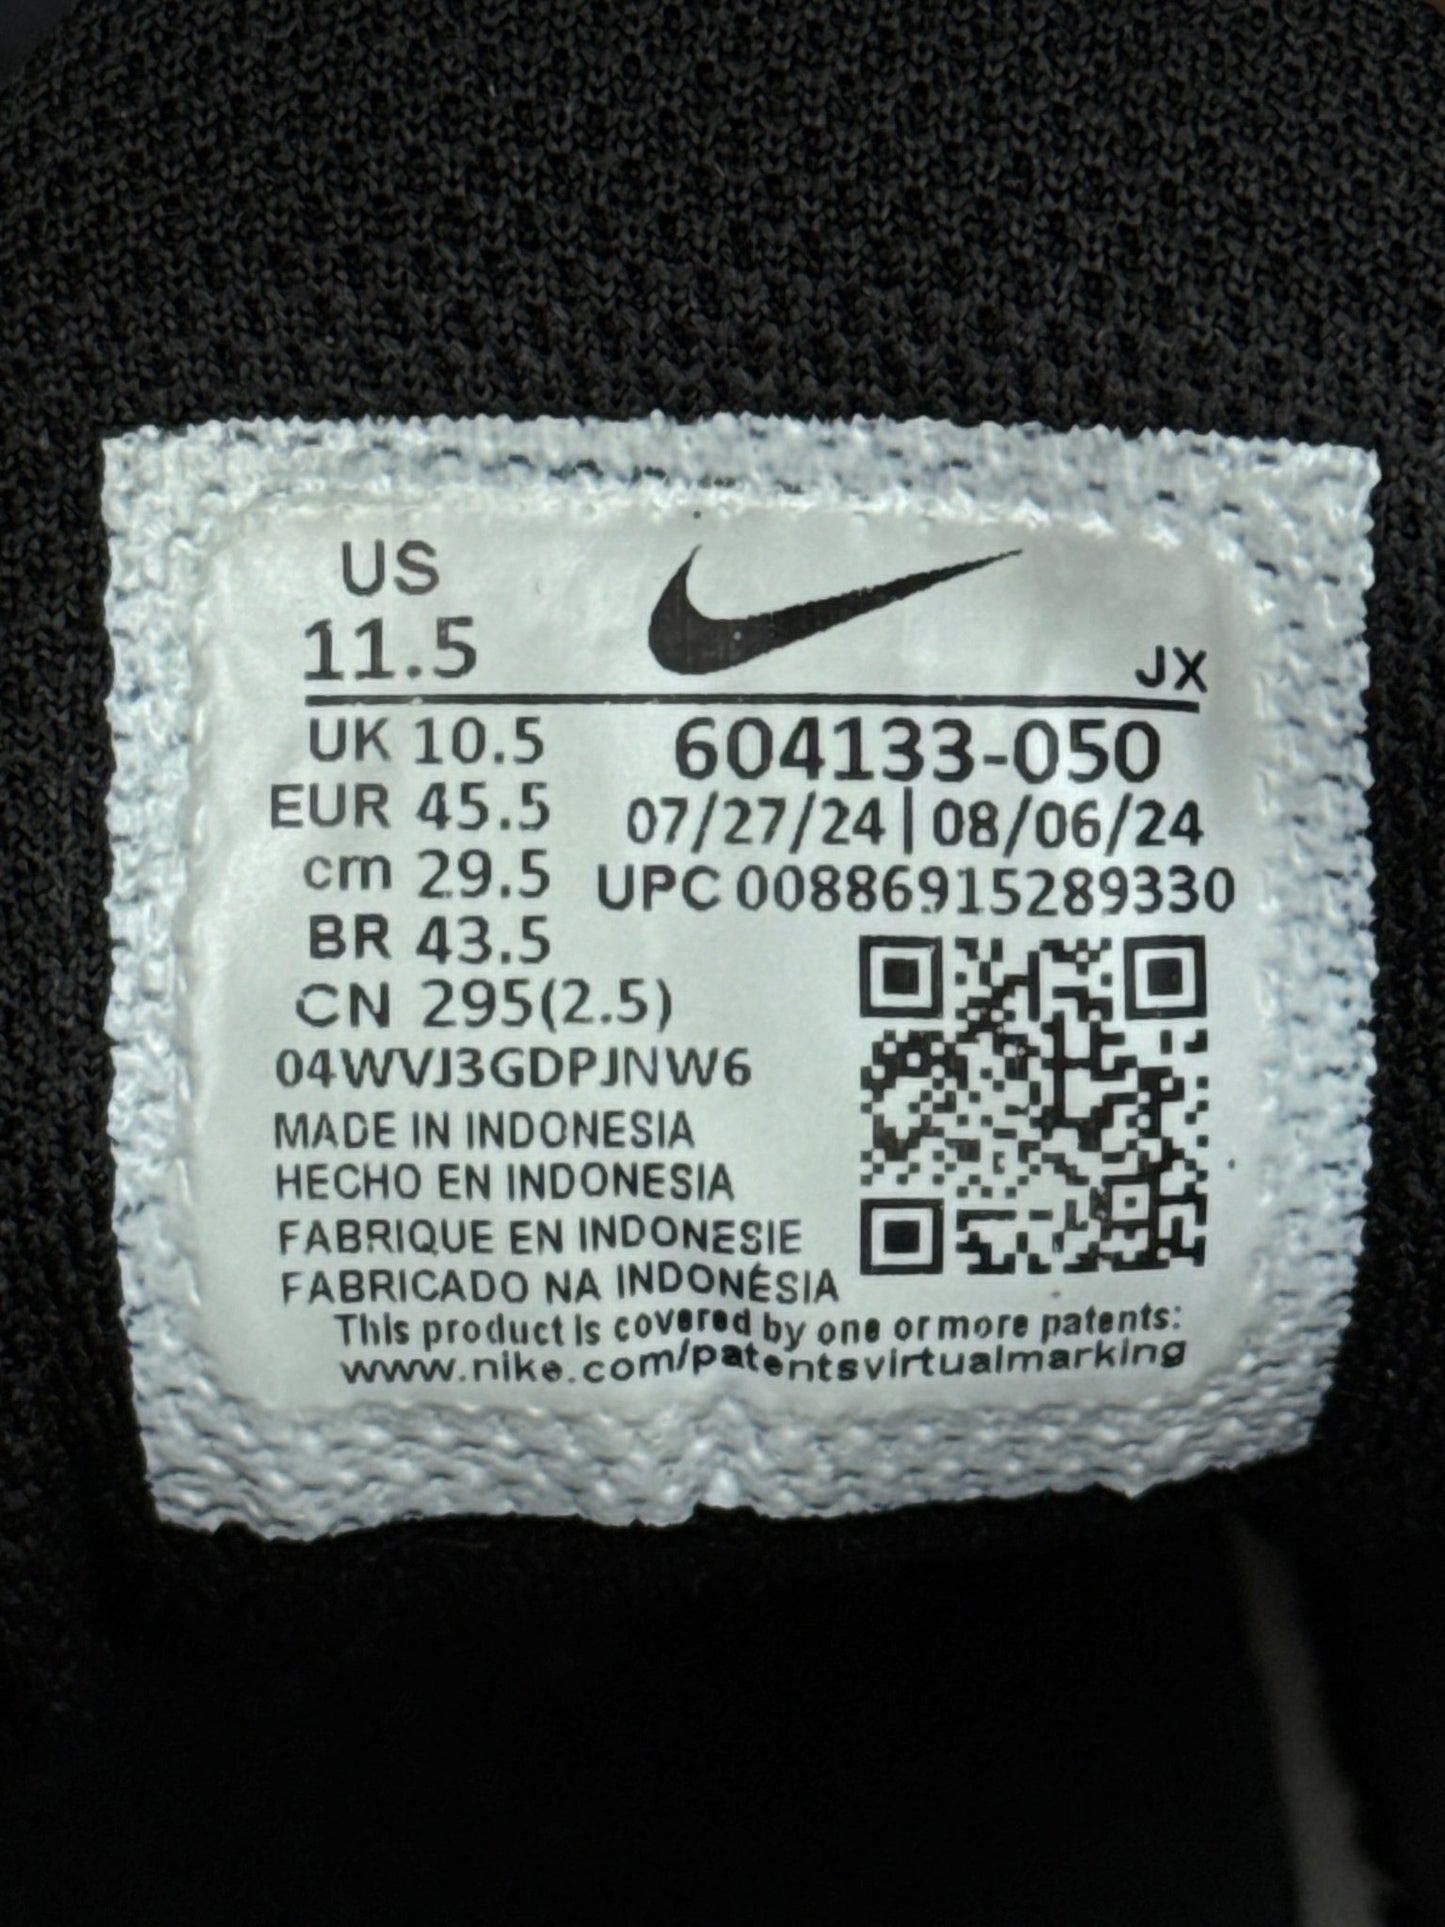 US
11.5
JX
UK 10.5
EUR 45.5
cm 29.5
BR 43.5
CN 295(2.5)
604133-050
07/27/24|08/06/24
UPC 00886915289330
04WVJ3GDPJNW6
MADE IN INDONESIA
HECHO EN INDONESIA
FABRIQUE EN INDONESIE
FABRICADO NA INDONÉSIA
This product is covered by one or more patents:
www.nike.com/patentsvirtualmarking